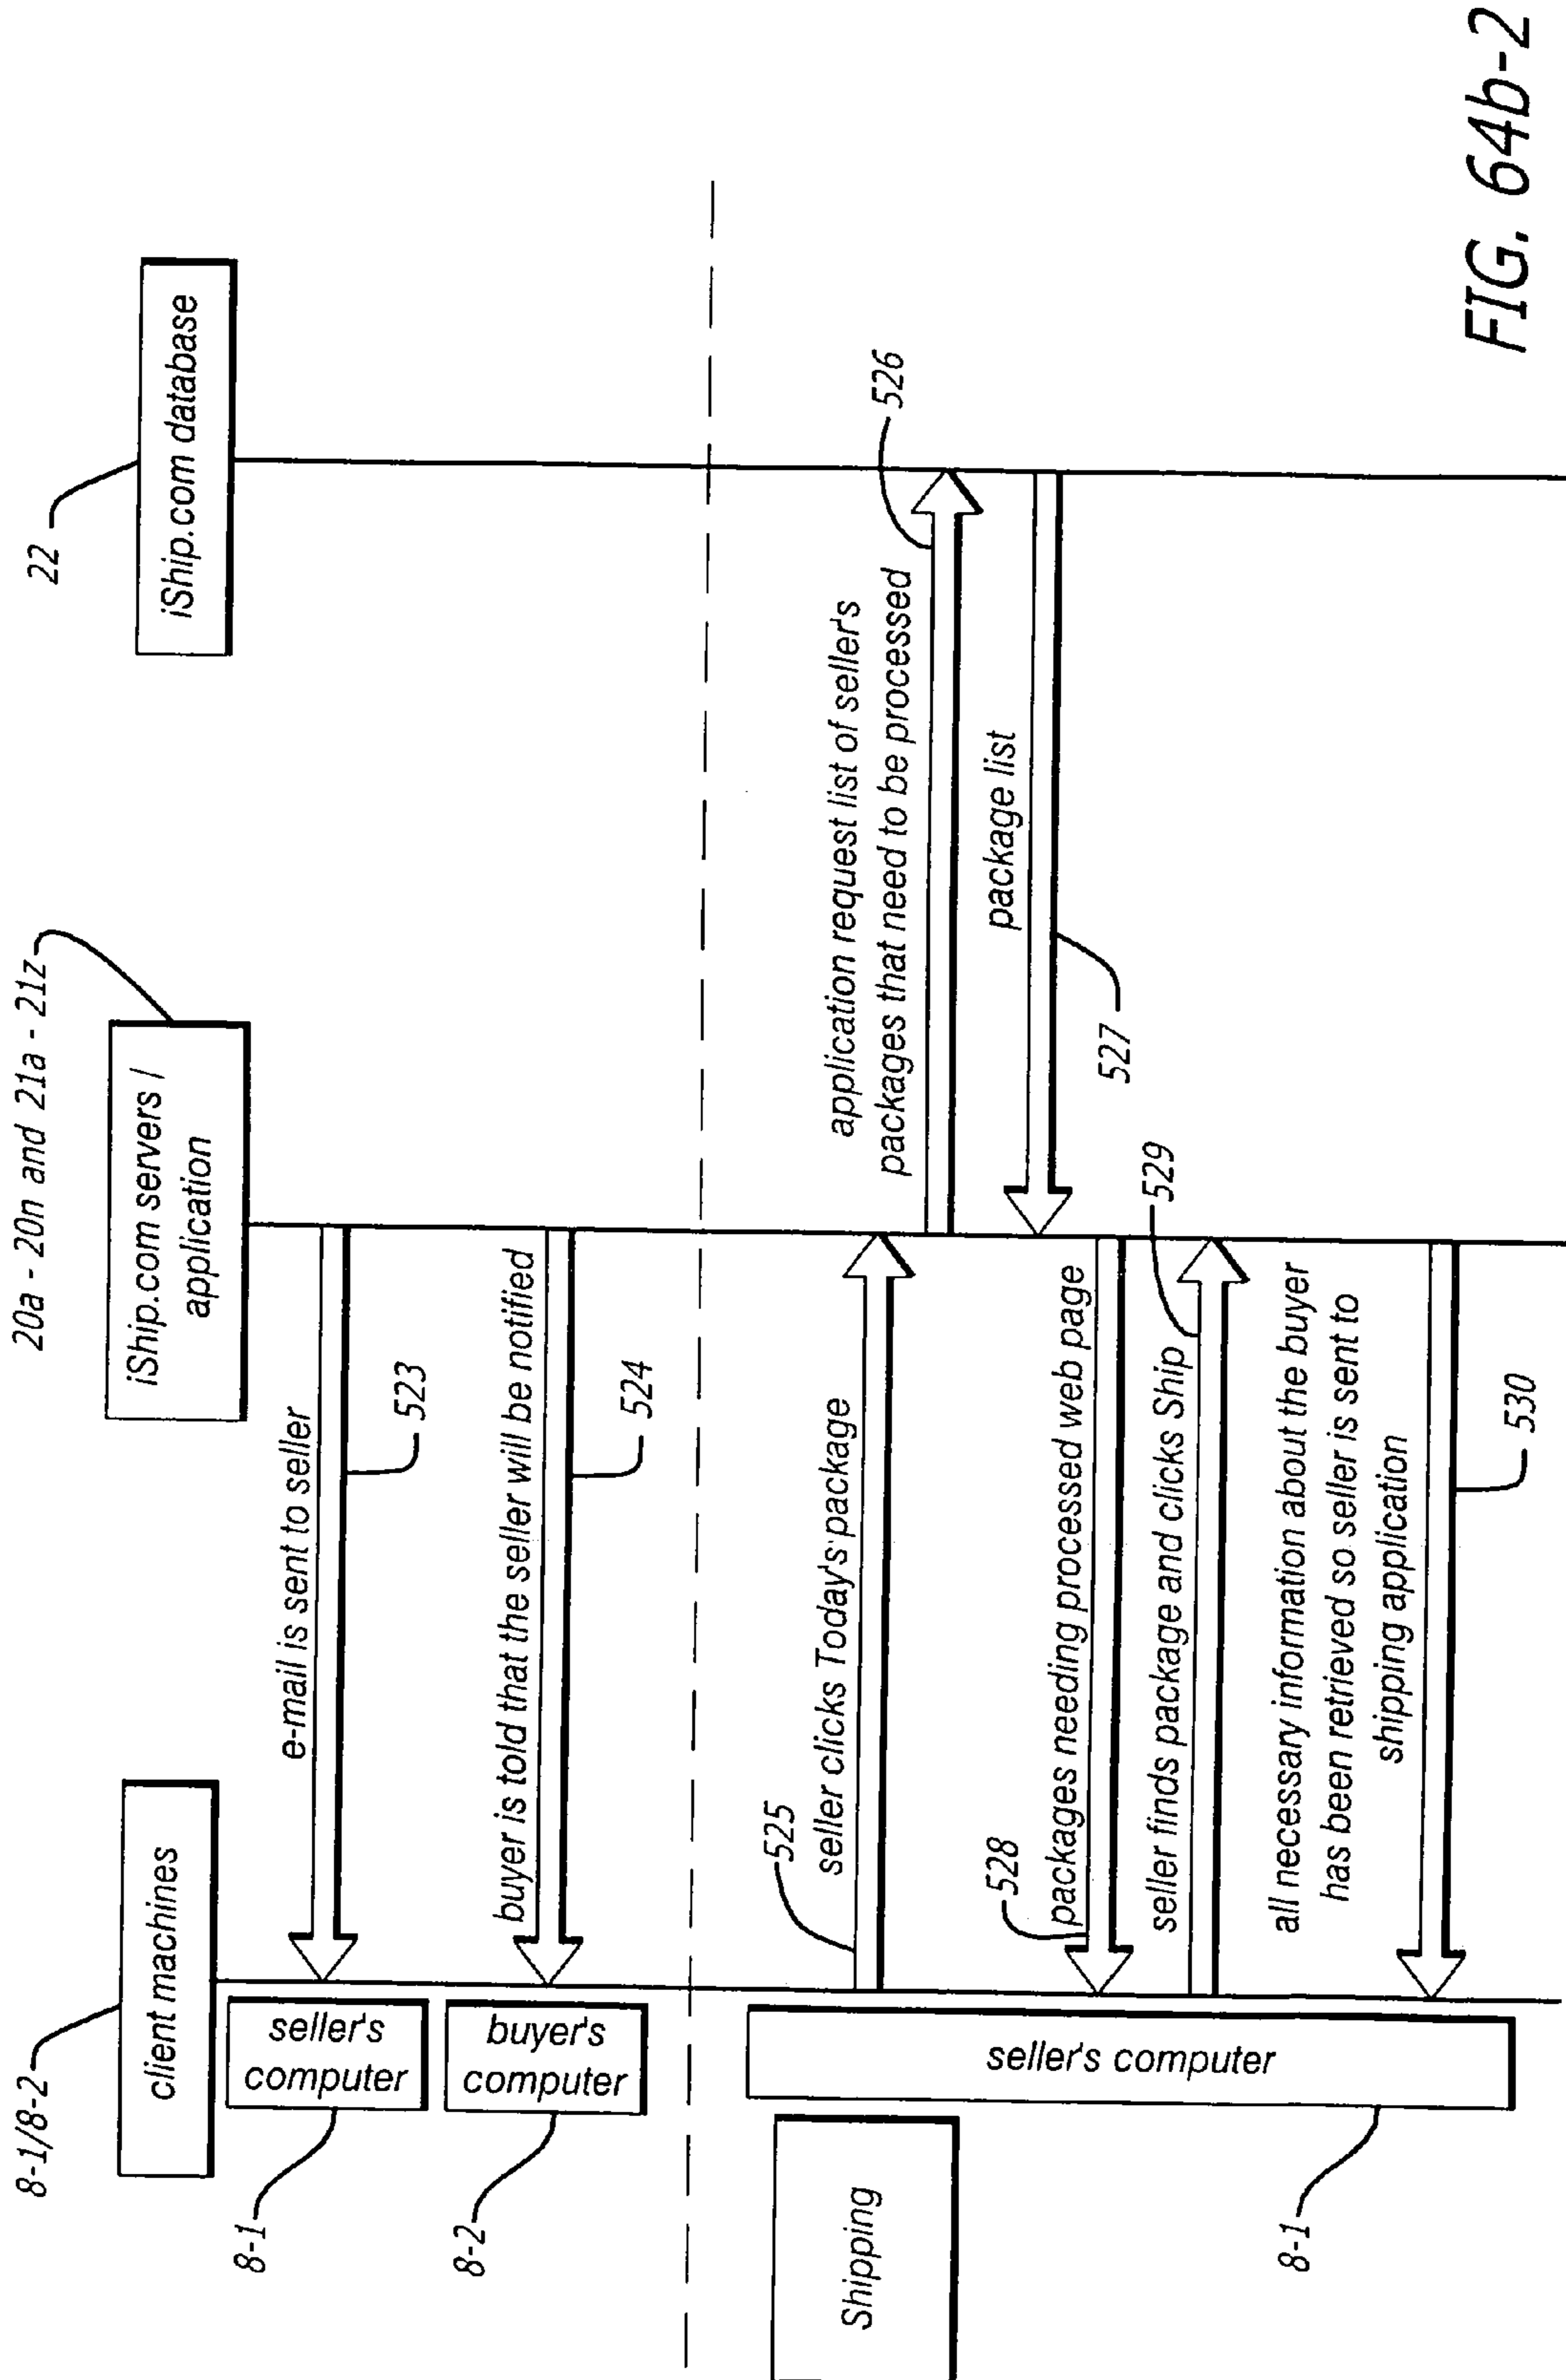 8-1/8-2
client machines
20a - 20n and 21a - 21z
iShip.com servers /
application
22
iShip.com database
8-1
seller's
computer
e-mail is sent to seller
523
8-2
buyer's
computer
buyer is told that the seller will be notified
524
Shipping
8-1
seller's computer
525
seller clicks Today's package
application request list of seller's
packages that need to be processed
526
package list
527
528
packages needing processed web page
seller finds package and clicks Ship
529
all necessary information about the buyer
has been retrieved so seller is sent to
shipping application
530
FIG. 64b-2